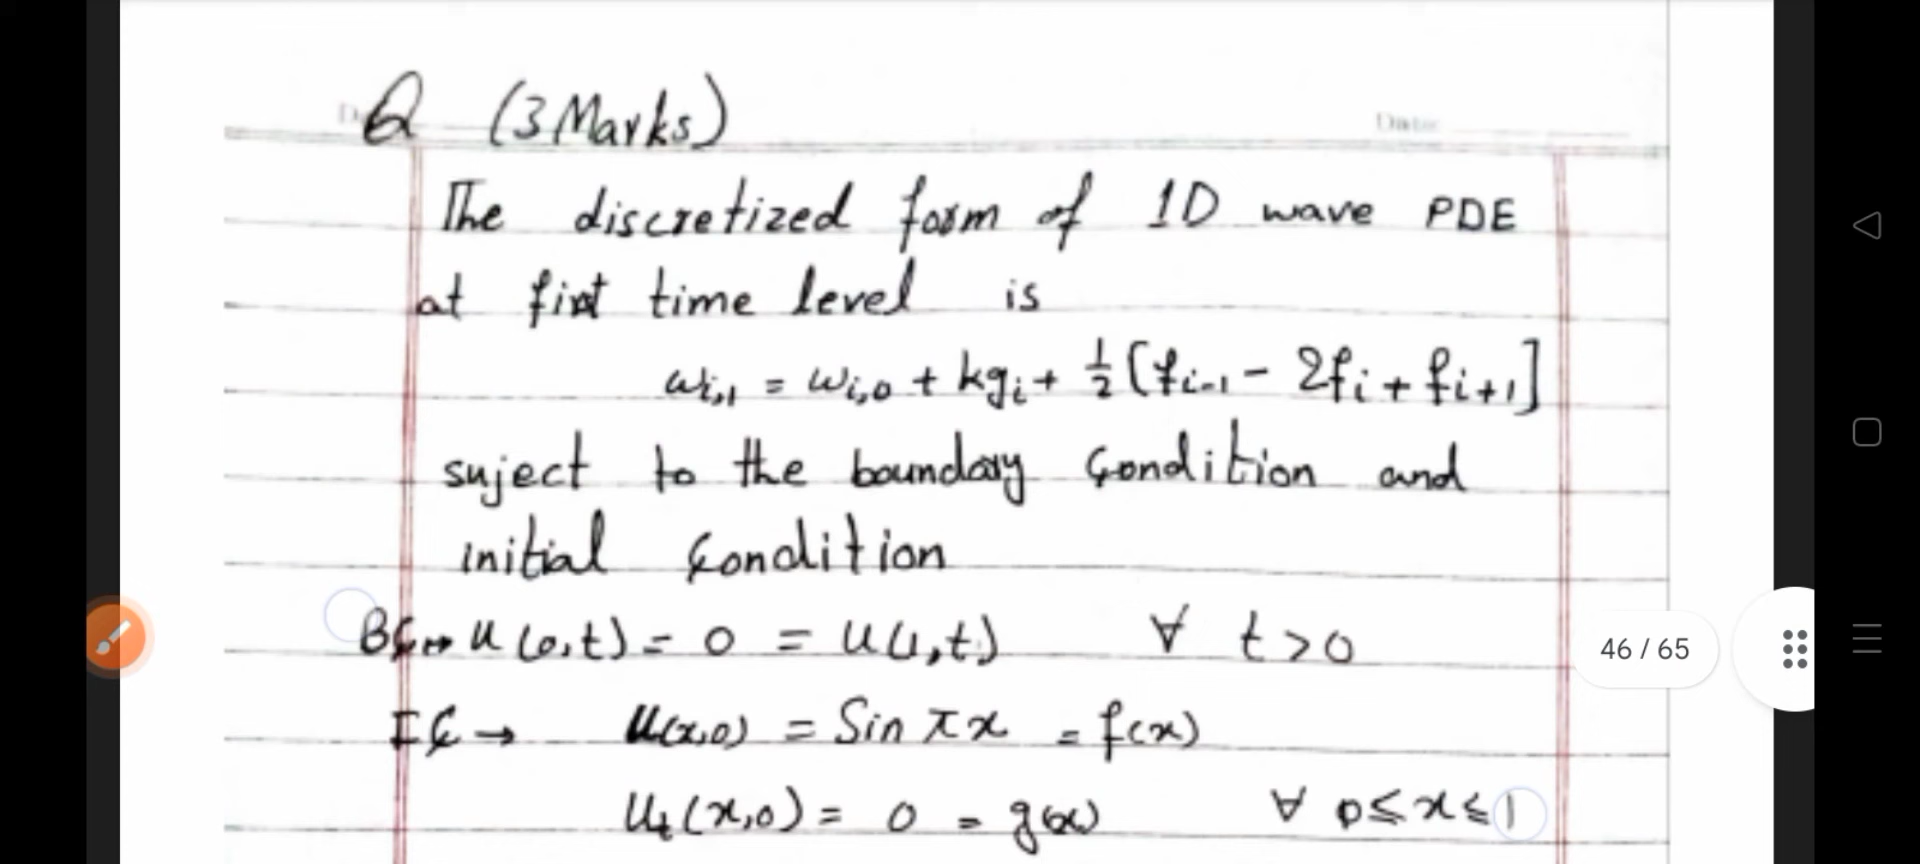 Q (3 Marks)
Date
The discretized form of 1D wave PDE
at first time level is
wi,1 = wi,0 + kgi + 1/2 [fi-1 - 2fi + fi+1]
suject to the boundary Condition and
initial Condition
BC→ u(0,t) = 0 = u(1,t) ∀ t>0
46 / 65
IC→ u(x,0) = Sin πx = f(x)
Ut(x,0) = 0 = g(x) ∀ 0≤x≤1